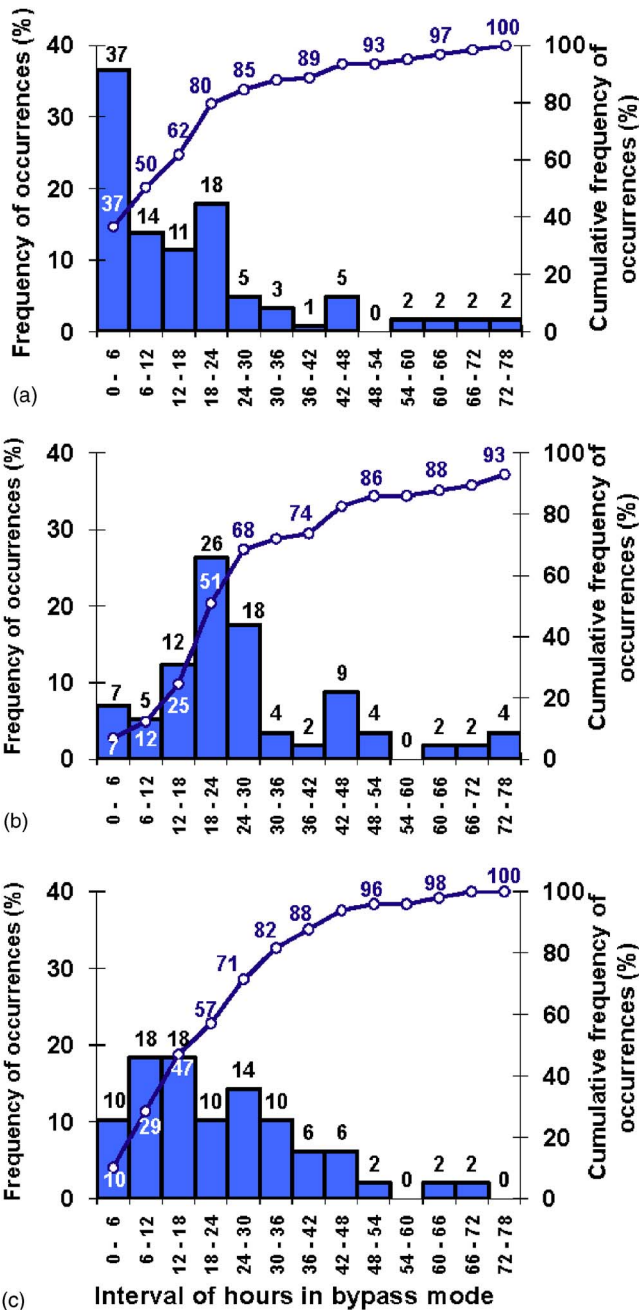 Frequency of occurrences (%)
40
30
20
10
0
37
14
11
18
5
3
1
5
0
2
2
2
2
37
50
62
80
85
89
93
97
100
100
80
60
40
20
0
Cumulative frequency of
occurrences (%)
0 - 6
6 - 12
12 - 18
18 - 24
24 - 30
30 - 36
36 - 42
42 - 48
48 - 54
54 - 60
60 - 66
66 - 72
72 - 78
(a)
Frequency of occurrences (%)
40
30
20
10
0
7
5
12
26
18
4
2
9
4
0
2
2
4
7
12
25
51
68
74
86
88
93
100
80
60
40
20
0
Cumulative frequency of
occurrences (%)
0 - 6
6 - 12
12 - 18
18 - 24
24 - 30
30 - 36
36 - 42
42 - 48
48 - 54
54 - 60
60 - 66
66 - 72
72 - 78
(b)
Frequency of occurrences (%)
40
30
20
10
0
10
18
18
10
14
10
6
6
2
0
2
2
0
10
29
47
57
71
82
88
96
98
100
100
80
60
40
20
0
Cumulative frequency of
occurrences (%)
0 - 6
6 - 12
12 - 18
18 - 24
24 - 30
30 - 36
36 - 42
42 - 48
48 - 54
54 - 60
60 - 66
66 - 72
72 - 78
(c)
Interval of hours in bypass mode